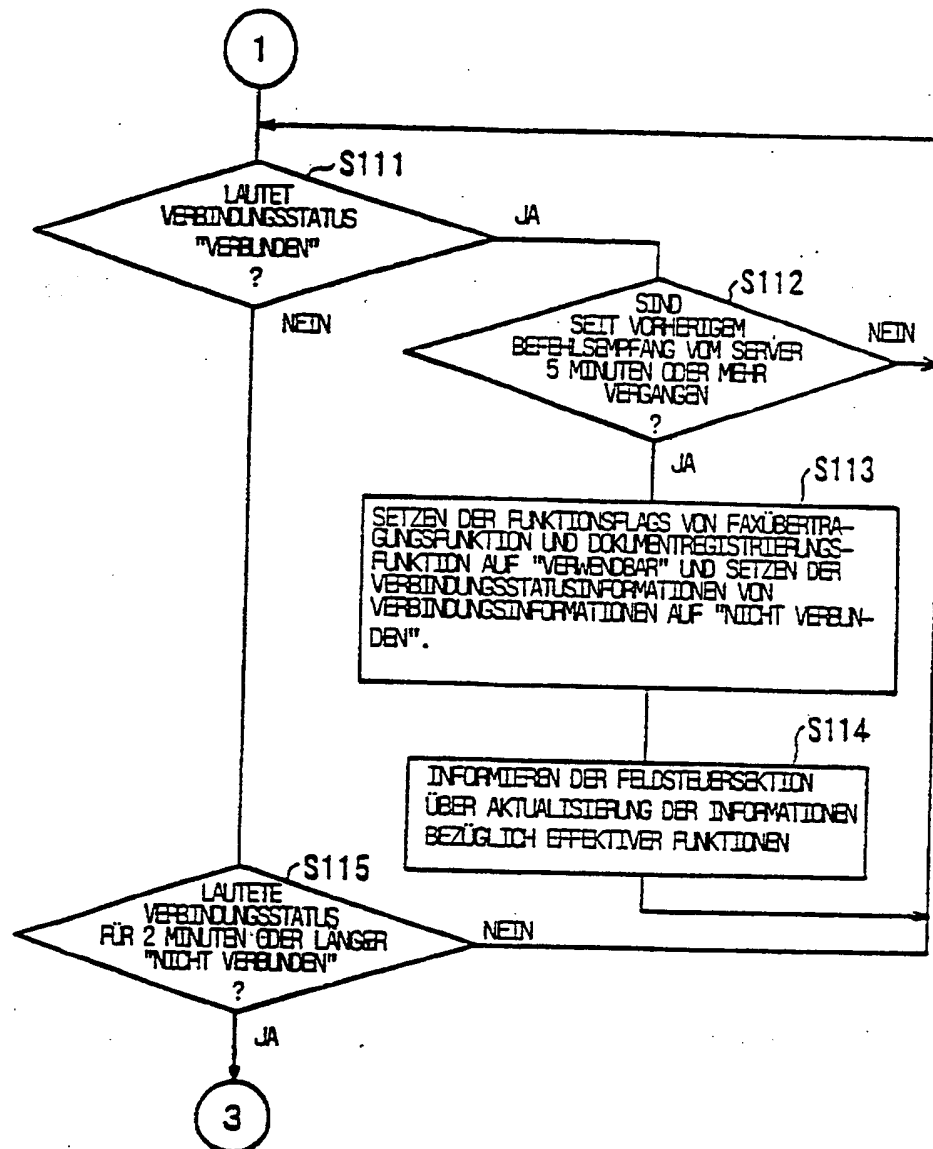 1
S111
LAUTET
VERBINDUNGSSTATUS
"VERBUNDEN"
?
JA
NEIN
S112
SIND
SEIT VORHERIGEM
BEFEHLSEMPFANG VOM SERVER
5 MINUTEN ODER MEHR
VERGANGEN
?
NEIN
JA
S113
SETZEN DER FUNKTIONSFLAGS VON FAXÜBERTRA-
GUNGSFUNKTION UND DOKUMENTREGISTRIERUNGS-
FUNKTION AUF "VERWENDBAR" UND SETZEN DER
VERBINDUNGSSTATUSINFORMATIONEN VON
VERBINDUNGSINFORMATIONEN AUF "NICHT VERBUN-
DEN".
S114
INFORMIEREN DER FELDSTEUERSEKTION
ÜBER AKTUALISIERUNG DER INFORMATIONEN
BEZÜGLICH EFFEKTIVER FUNKTIONEN
S115
LAUTETE
VERBINDUNGSSTATUS
FÜR 2 MINUTEN ODER LÄNGER
"NICHT VERBUNDEN"
?
NEIN
JA
3